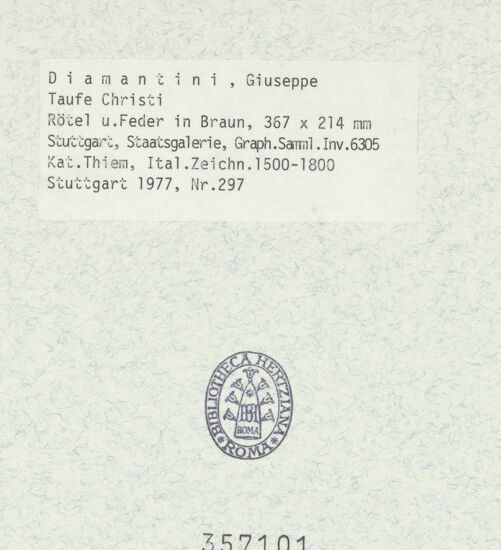 D i a m a n t i n i , Giuseppe
Taufe Christi
Rötel u.Feder in Braun, 367 x 214 mm
Stuttgart, Staatsgalerie, Graph.Samml.Inv.6305
Kat.Thiem, Ital.Zeichn.1500-1800
Stuttgart 1977, Nr.297
*BIBLIOTHECA HERTZIANA*
ROMA
ROMA
357101